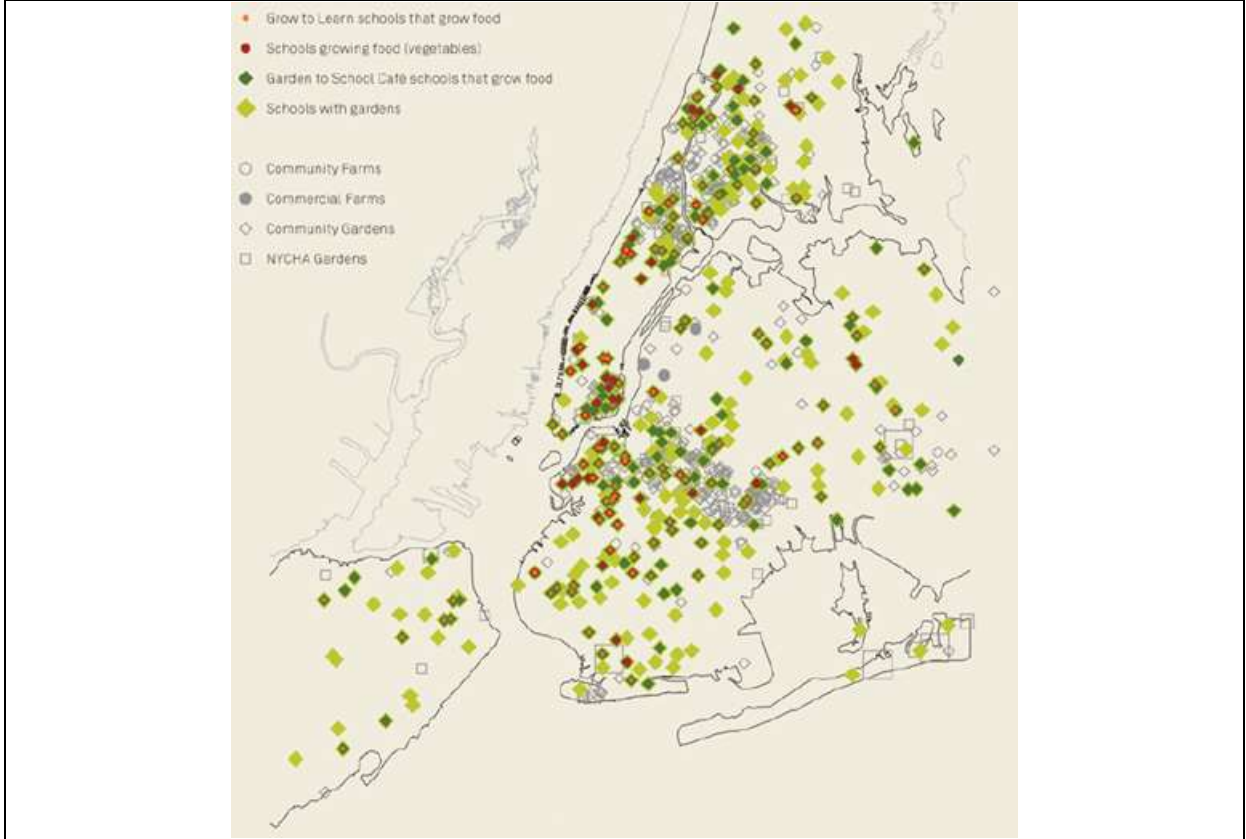 Grow to Learn schools that grow food
Schools growing food (vegetables)
Garden to School Café schools that grow food
Schools with gardens
Community Farms
Commercial Farms
Community Gardens
NYCHA Gardens